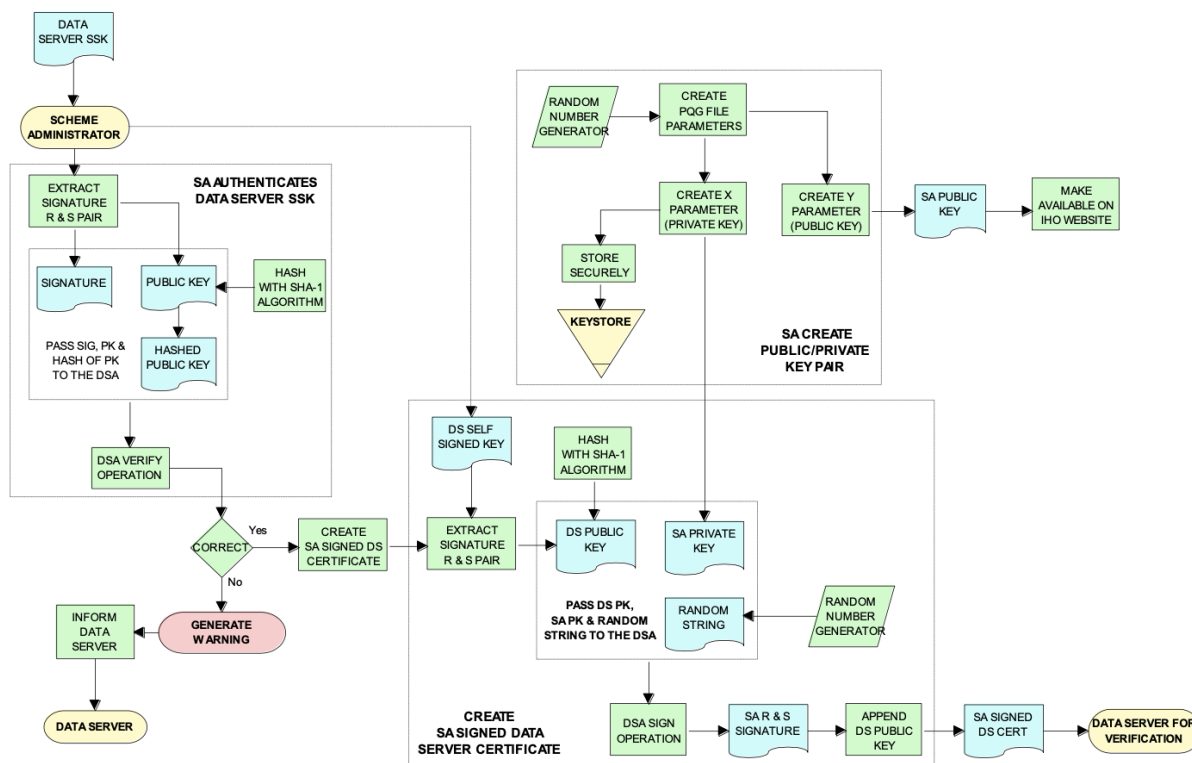 DATA
SERVER SSK
SCHEME
ADMINISTRATOR
SA AUTHENTICATES
DATA SERVER SSK
EXTRACT
SIGNATURE
R & S PAIR
SIGNATURE
PUBLIC KEY
HASH
WITH SHA-1
ALGORITHM
PASS SIG, PK &
HASH OF PK
TO THE DSA
HASHED
PUBLIC KEY
DSA VERIFY
OPERATION
CORRECT
Yes
No
GENERATE
WARNING
INFORM
DATA
SERVER
DATA SERVER
RANDOM
NUMBER
GENERATOR
CREATE
PQG FILE
PARAMETERS
CREATE X
PARAMETER
(PRIVATE KEY)
CREATE Y
PARAMETER
(PUBLIC KEY)
SA PUBLIC
KEY
MAKE
AVAILABLE ON
IHO WEBSITE
STORE
SECURELY
KEYSTORE
SA CREATE
PUBLIC/PRIVATE
KEY PAIR
CREATE
SA SIGNED DS
CERTIFICATE
DS SELF
SIGNED KEY
EXTRACT
SIGNATURE
R & S PAIR
HASH
WITH SHA-1
ALGORITHM
DS PUBLIC
KEY
SA PRIVATE
KEY
PASS DS PK,
SA PK & RANDOM
STRING TO THE DSA
RANDOM
STRING
RANDOM
NUMBER
GENERATOR
CREATE
SA SIGNED DATA
SERVER CERTIFICATE
DSA SIGN
OPERATION
SA R & S
SIGNATURE
APPEND
DS PUBLIC
KEY
SA SIGNED
DS CERT
DATA SERVER FOR
VERIFICATION